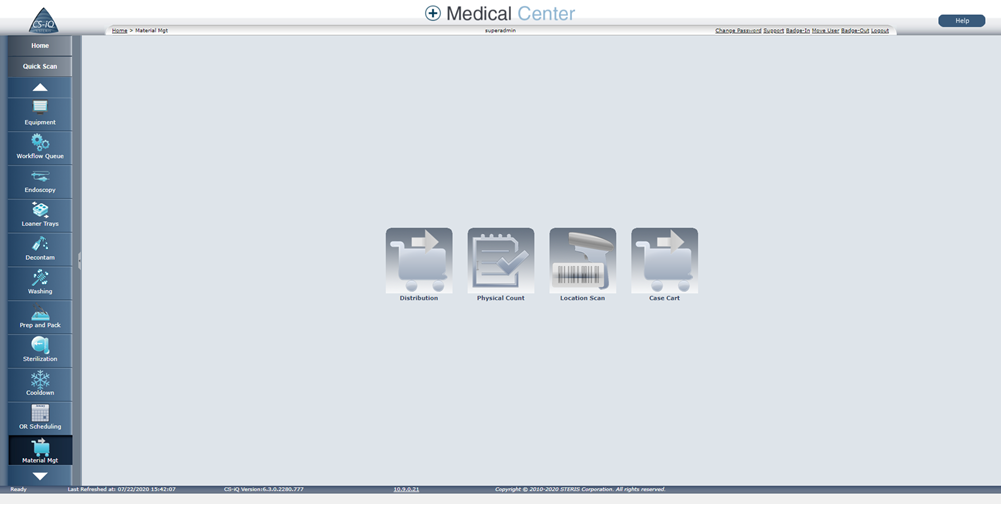 CS-iQ
Medical Center
Help
Home > Material Mgt
superadmin
Change Password Support Badge-In Move User Badge-Out Logout
Home
Quick Scan
Equipment
Workflow Queue
Endoscopy
Loaner Trays
Decontam
Washing
Prep and Pack
Sterilization
Cooldown
OR Scheduling
Material Mgt
Distribution
Physical Count
Location Scan
Case Cart
Ready
Last Refreshed at: 07/22/2020 15:42:07
CS-iQ Version:6.3.0.2280.777
10.9.0.21
Copyright © 2010-2020 STERIS Corporation. All rights reserved.